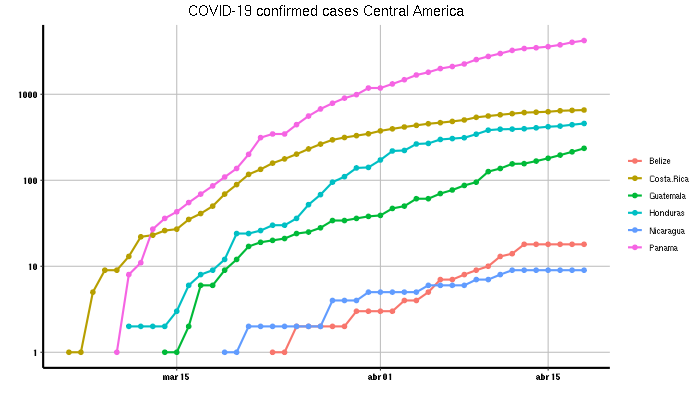 COVID-19 confirmed cases Central America
1000
100
10
1
mar 15
abr 01
abr 15
Belize
Costa.Rica
Guatemala
Honduras
Nicaragua
Panama